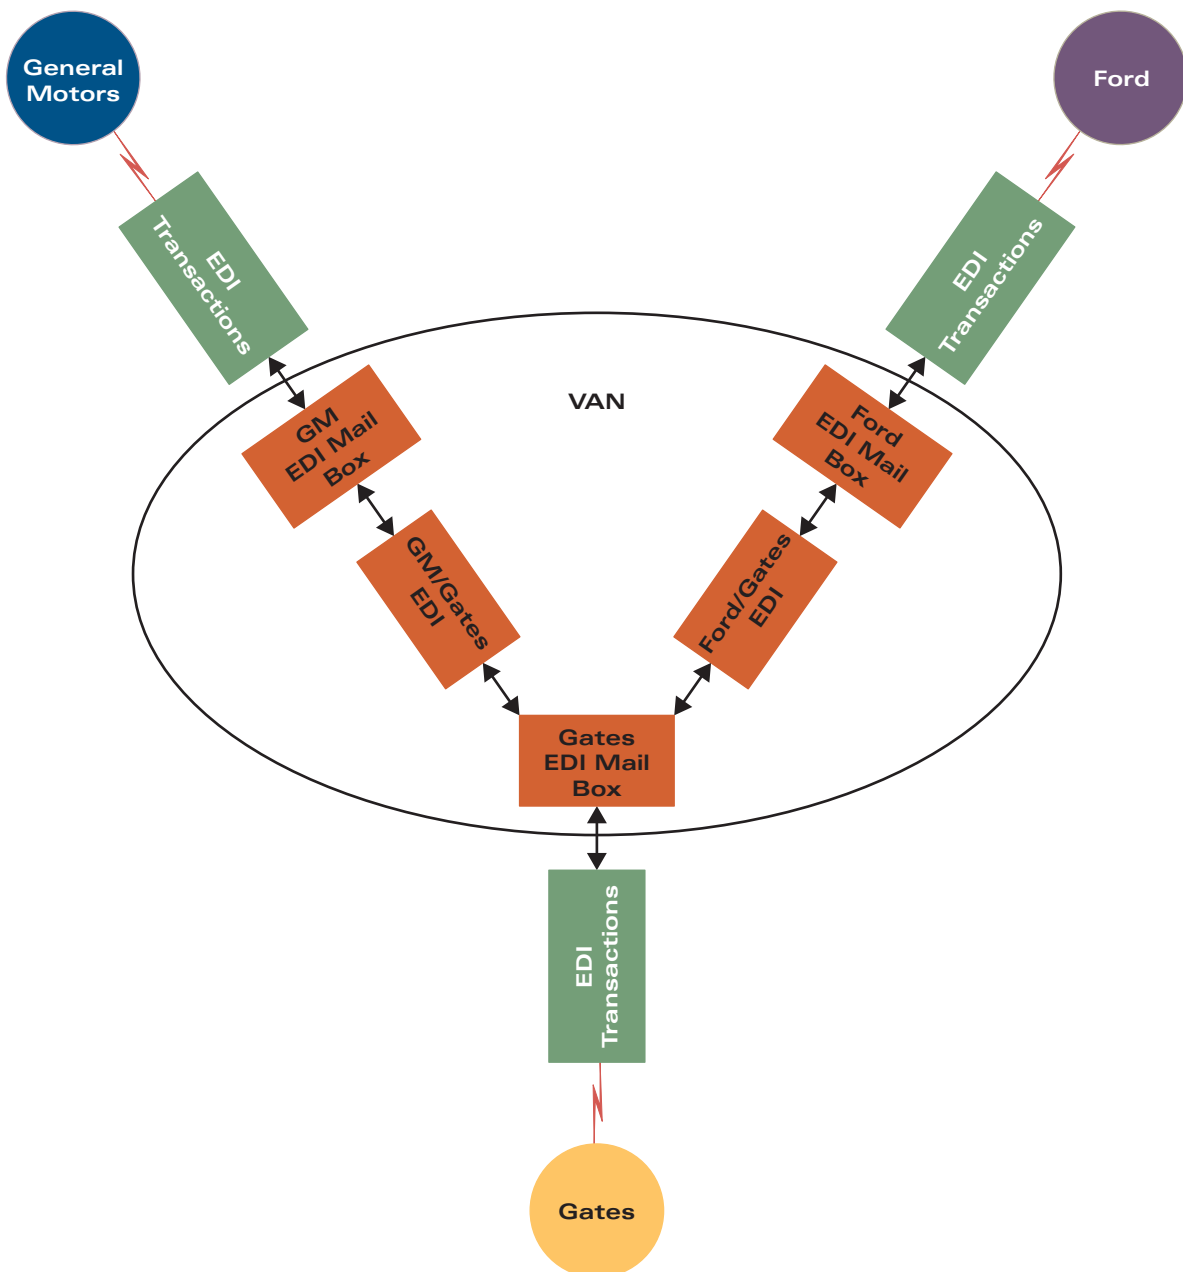 General
Motors
Ford
EDI
Transactions
EDI
Transactions
VAN
GM
EDI Mail
Box
Ford
EDI Mail
Box
GM/Gates
EDI
Ford/Gates
EDI
Gates
EDI Mail
Box
EDI
Transactions
Gates